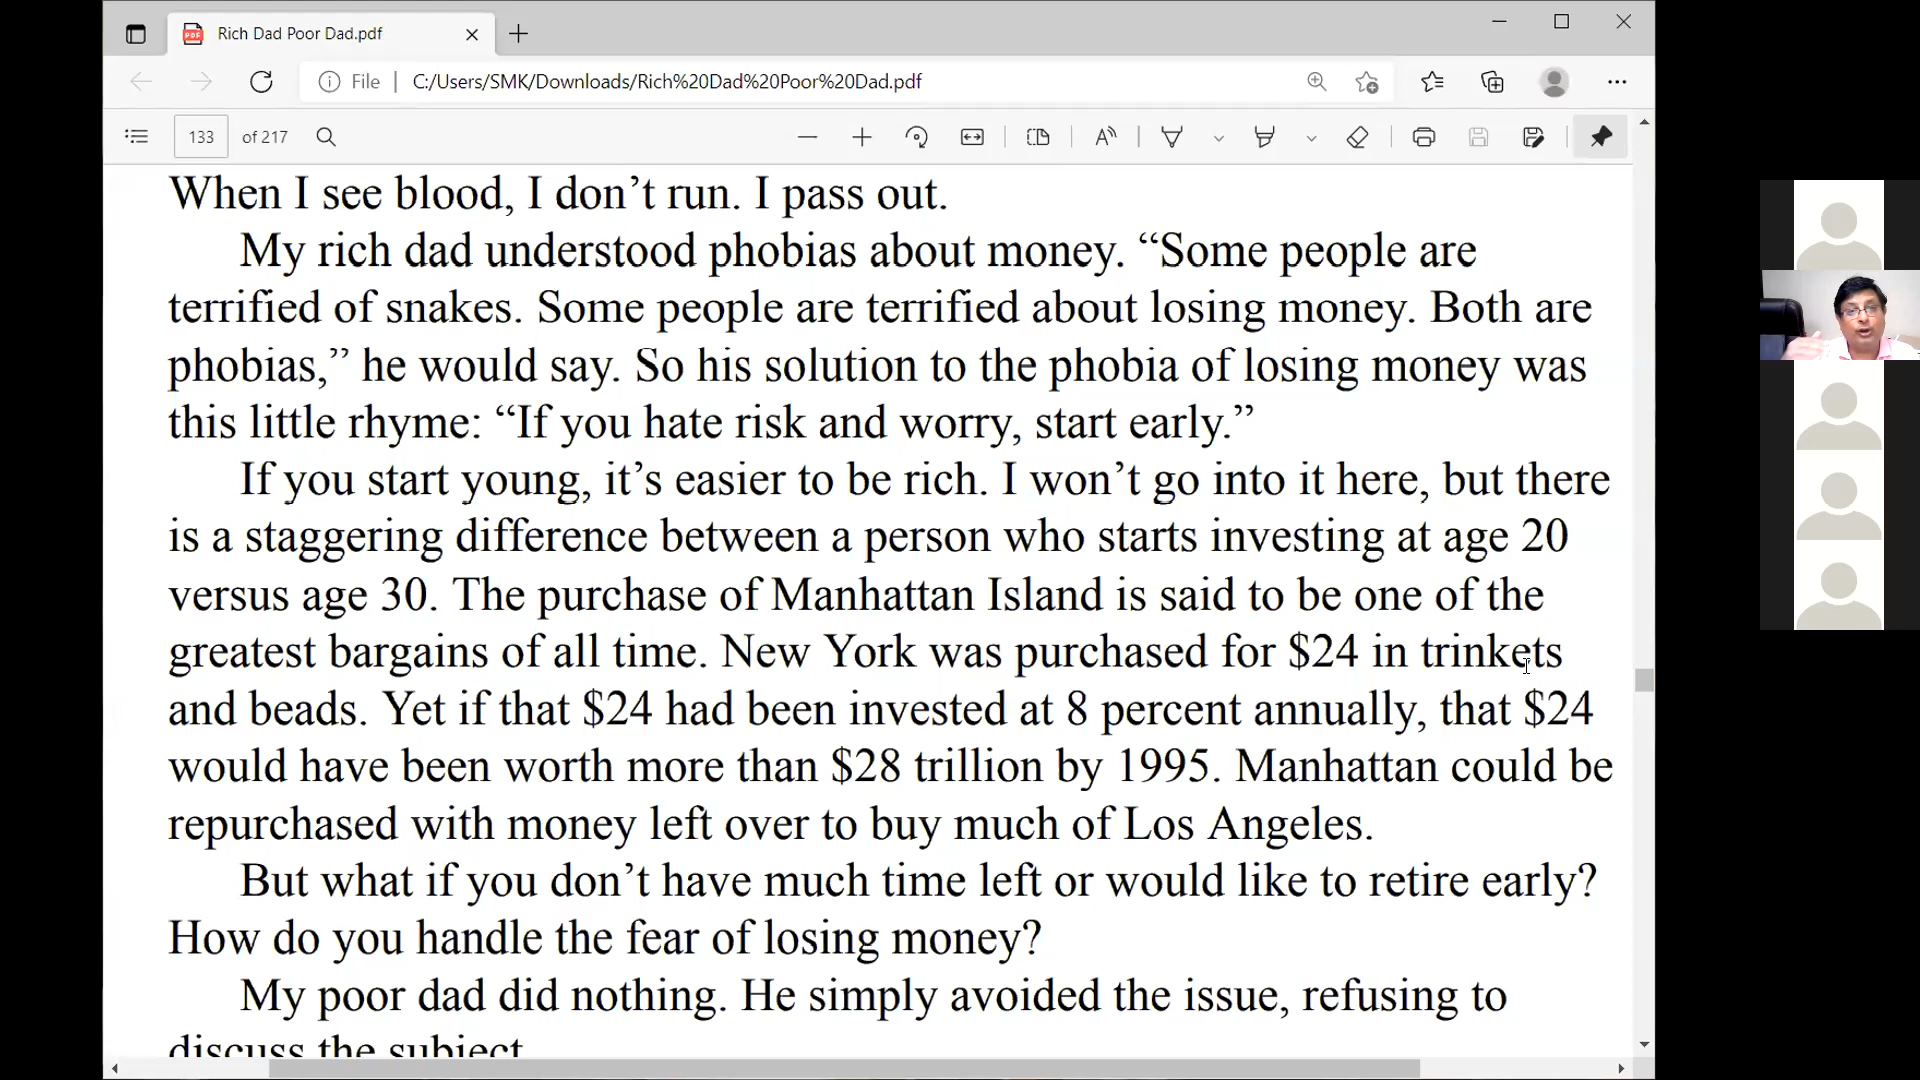 Rich Dad Poor Dad.pdf
File
C:/Users/SMK/Downloads/Rich%20Dad%20Poor%20Dad.pdf
133 of 217
When I see blood, I don’t run. I pass out.
My rich dad understood phobias about money. “Some people are
terrified of snakes. Some people are terrified about losing money. Both are
phobias,” he would say. So his solution to the phobia of losing money was
this little rhyme: “If you hate risk and worry, start early.”
If you start young, it’s easier to be rich. I won’t go into it here, but there
is a staggering difference between a person who starts investing at age 20
versus age 30. The purchase of Manhattan Island is said to be one of the
greatest bargains of all time. New York was purchased for $24 in trinkets
and beads. Yet if that $24 had been invested at 8 percent annually, that $24
would have been worth more than $28 trillion by 1995. Manhattan could be
repurchased with money left over to buy much of Los Angeles.
But what if you don’t have much time left or would like to retire early?
How do you handle the fear of losing money?
My poor dad did nothing. He simply avoided the issue, refusing to
discuss the subject.